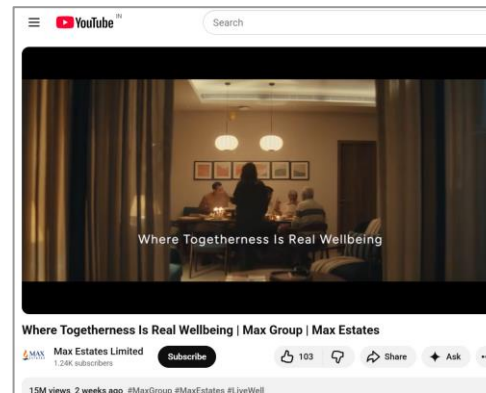 YouTube IN
Search
Where Togetherness Is Real Wellbeing
Where Togetherness Is Real Wellbeing | Max Group | Max Estates
MAX
ESTATES
Max Estates Limited
1.24K subscribers
Subscribe
103
Share
Ask
15M views 2 weeks ago #MaxGroup #MaxEstates #LiveWell